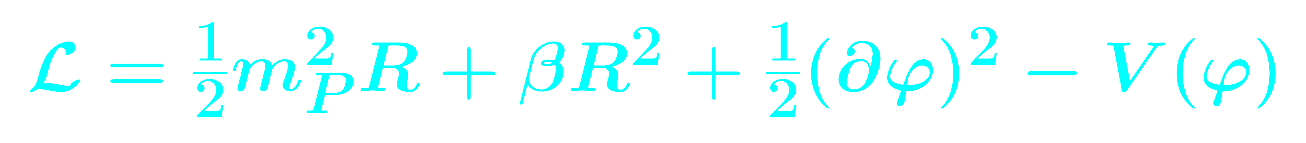 ℒ = ½m_P²R + βR² + ½(∂φ)² − V(φ)